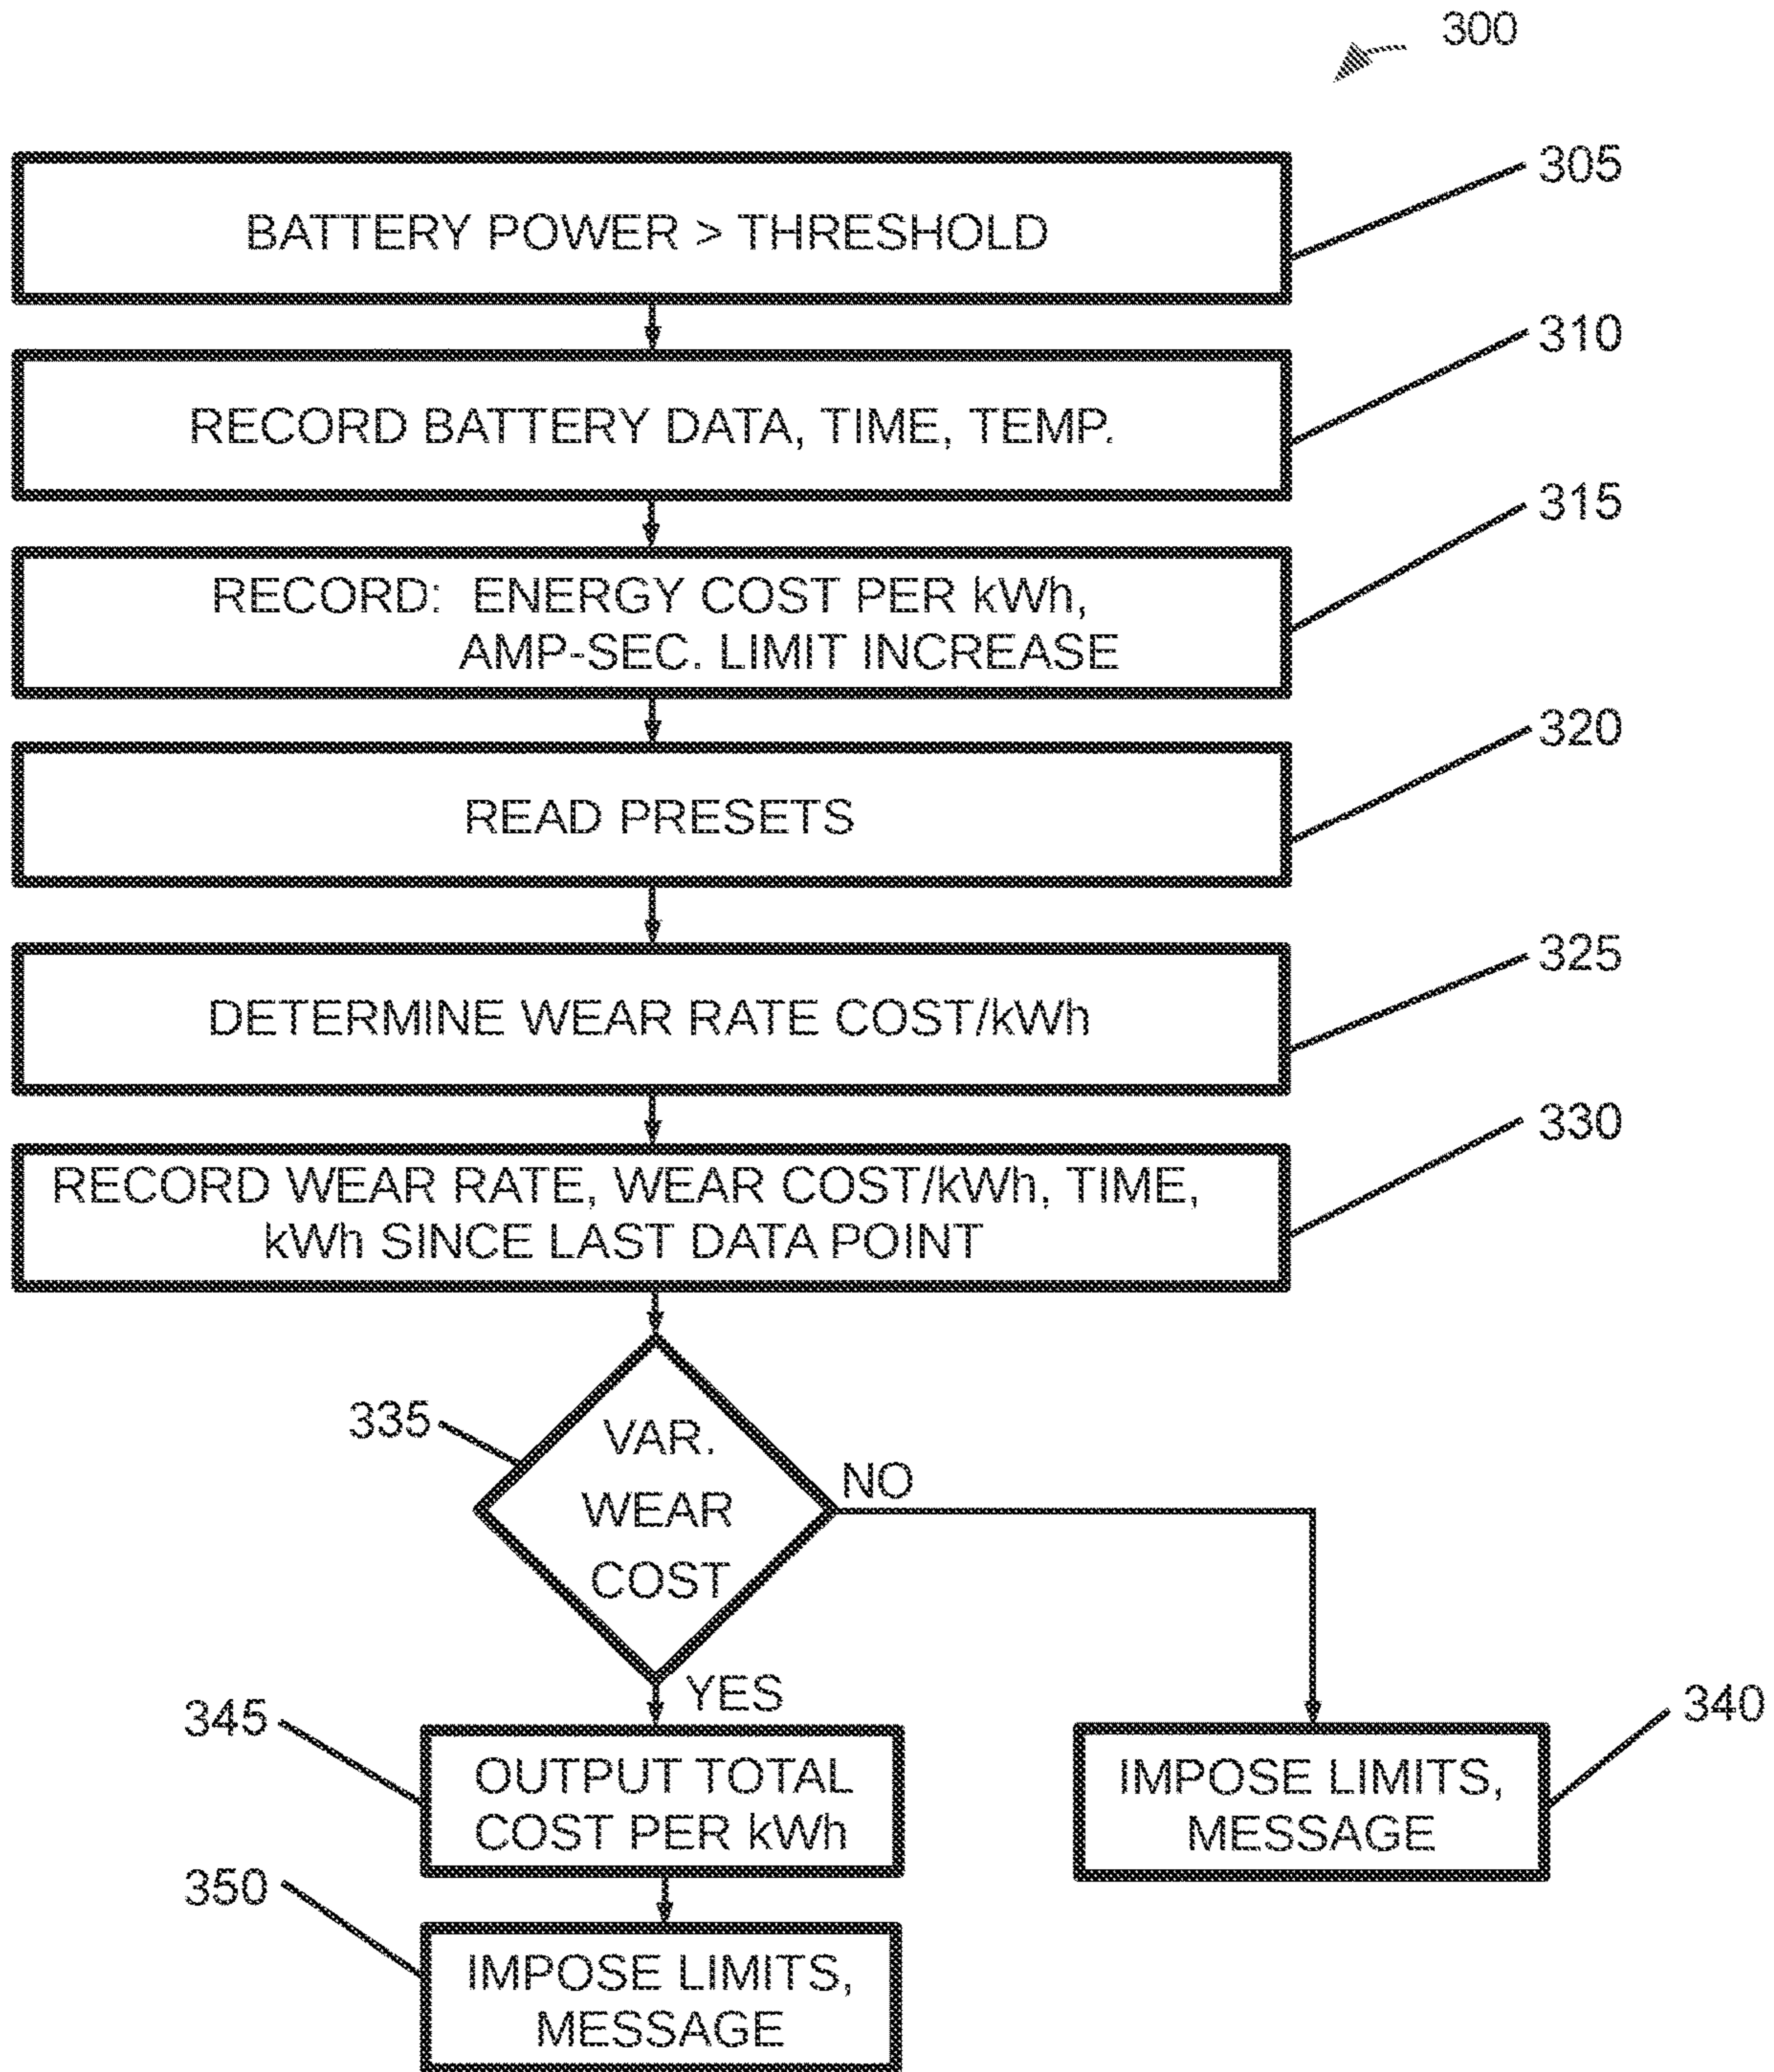 300
BATTERY POWER > THRESHOLD
305
RECORD BATTERY DATA, TIME, TEMP.
310
RECORD: ENERGY COST PER kWh,
AMP-SEC. LIMIT INCREASE
315
READ PRESETS
320
DETERMINE WEAR RATE COST/kWh
325
RECORD WEAR RATE, WEAR COST/kWh, TIME,
kWh SINCE LAST DATA POINT
330
335
VAR.
WEAR
COST
NO
YES
345
OUTPUT TOTAL
COST PER kWh
IMPOSE LIMITS,
MESSAGE
340
350
IMPOSE LIMITS,
MESSAGE